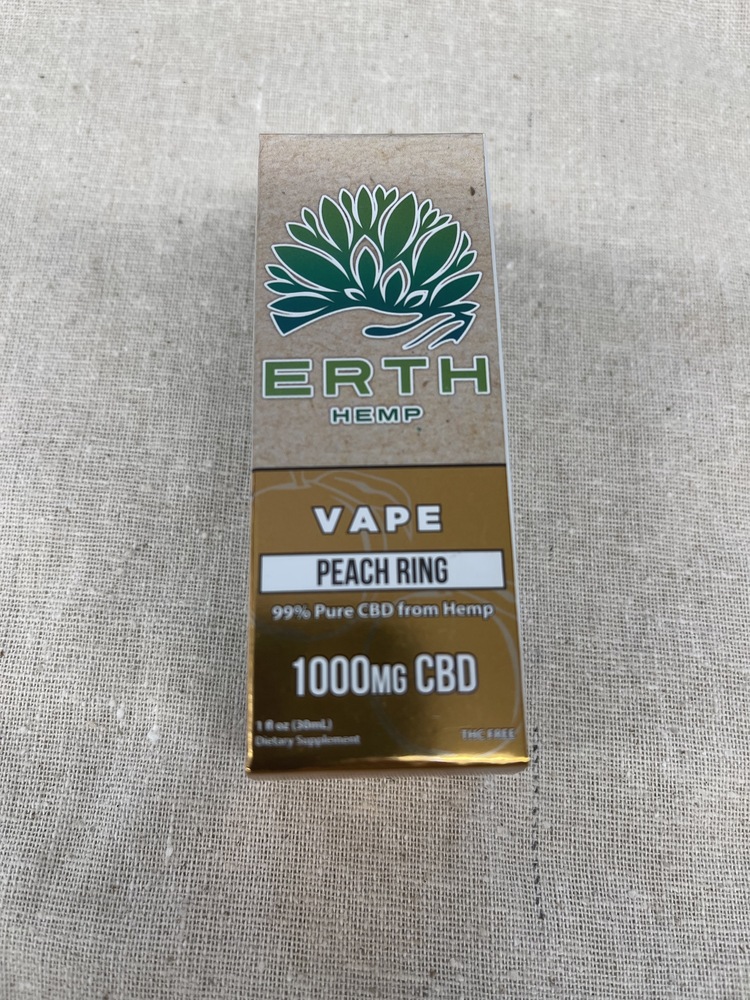 ERTH
HEMP
VAPE
PEACH RING
99% Pure CBD from Hemp
1000MG CBD
1 fl oz (30mL)
Dietary Supplement
THC FREE